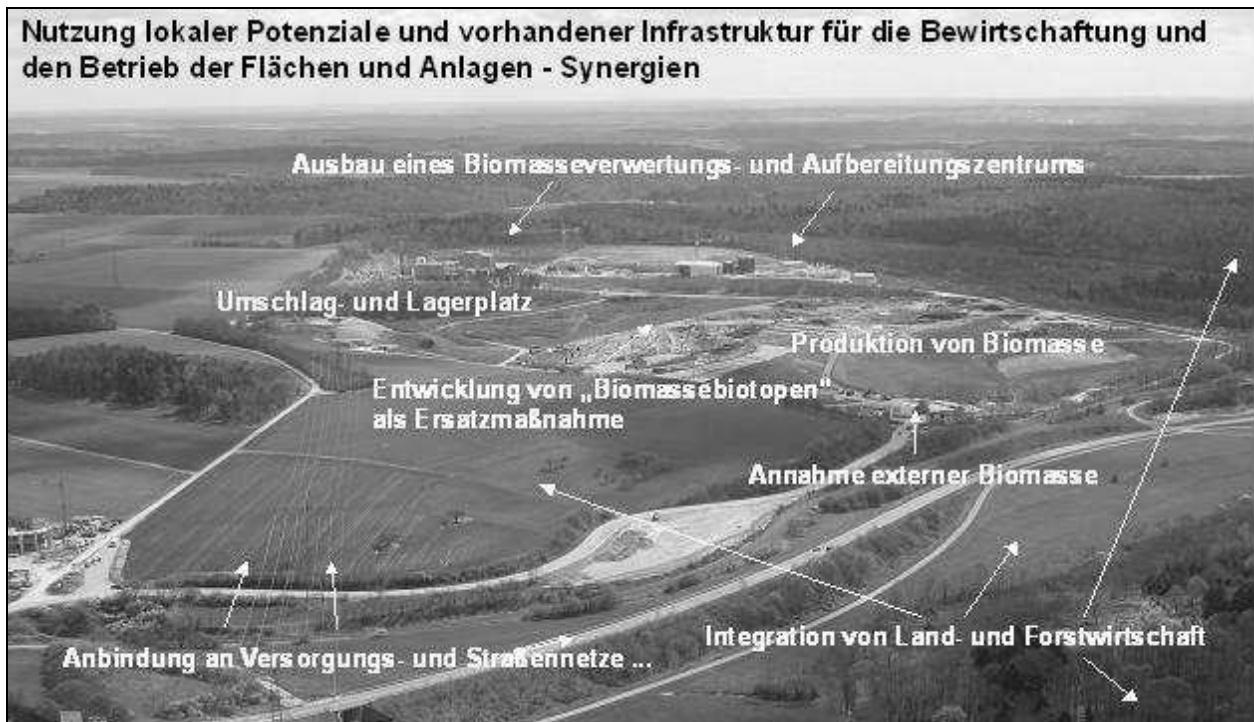 Nutzung lokaler Potenziale und vorhandener Infrastruktur für die Bewirtschaftung und
den Betrieb der Flächen und Anlagen - Synergien
Ausbau eines Biomasseverwertungs- und Aufbereitungszentrums
Umschlag- und Lagerplatz
Produktion von Biomasse
Entwicklung von „Biomassebiotopen“
als Ersatzmaßnahme
Annahme externer Biomasse
Integration von Land- und Forstwirtschaft
Anbindung an Versorgungs- und Straßennetze ...